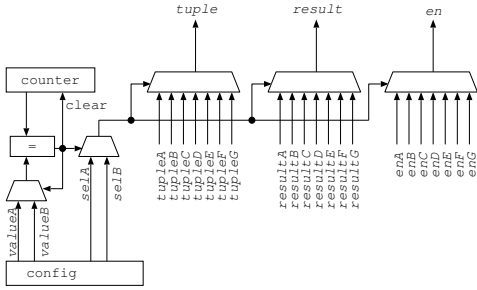 tuple
result
en
counter
clear
=
selA
selB
tupleA
tupleB
tupleC
tupleD
tupleE
tupleF
tupleG
resultA
resultB
resultC
resultD
resultE
resultF
resultG
enA
enB
enC
enD
enE
enF
enG
valueA
valueB
config